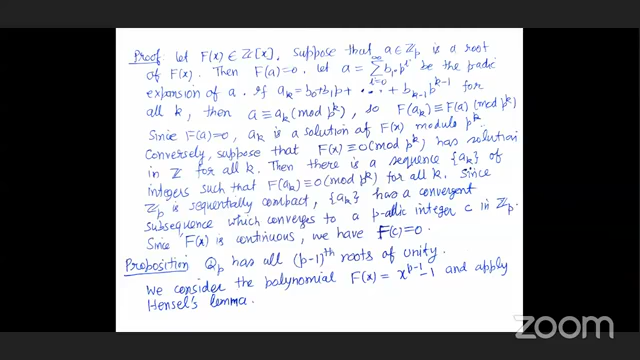 Proof: Let F(x) ∈ ℤ[x]. Suppose that a ∈ ℤ_p is a root
of F(x). Then F(a)=0. Let a = ∑_{i=0}^{∞} b_i p^i be the padic
expansion of a. If a_k = b_0+b_1p+ ···· + b_{k-1} p^{k-1} for
all k, then a ≡ a_k (mod p^k), so F(a_k) ≡ F(a) (mod p^k)
Since F(a)=0, a_k is a solution of F(x) modulo p^k.
Conversely, suppose that F(x) ≡ 0 (mod p^k) has solution
in ℤ for all k. Then there is a sequence {a_k} of
integers such that F(a_k) ≡ 0 (mod p^k) for all k. Since
ℤ_p is sequentially compact, {a_k} has a convergent
subsequence which converges to a p-adic integer c in ℤ_p.
Since F(x) is continuous, we have F(c)=0.
Proposition ℚ_p has all (p-1)^th roots of unity.
We consider the polynomial F(x) = x^{p-1} - 1 and apply
Hensel's lemma.
zoom